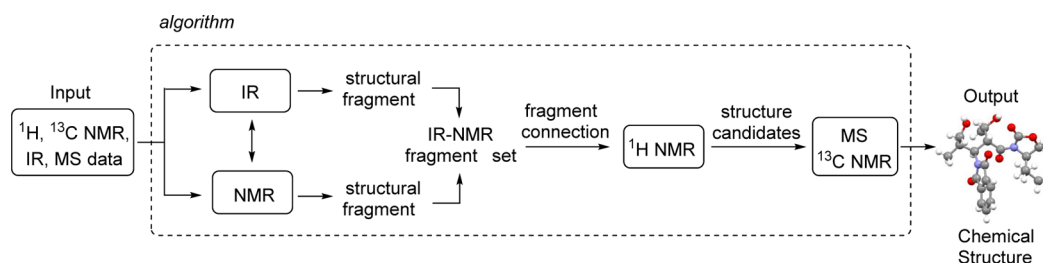 algorithm
Input
¹H, ¹³C NMR,
IR, MS data
IR
NMR
structural
fragment
structural
fragment
IR-NMR
fragment set
fragment
connection
¹H NMR
structure
candidates
MS
¹³C NMR
Output
Chemical
Structure